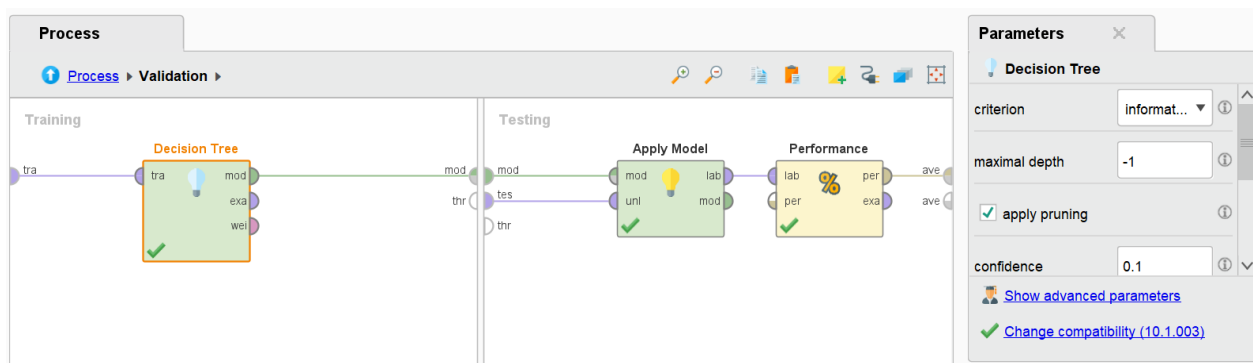 Process
Process ▸ Validation ▸
Training
tra
Decision Tree
tra
mod
exa
wei
mod
thr
Testing
mod
tes
thr
Apply Model
mod
lab
unl
mod
Performance
lab
per
per
exa
%
ave
ave
Parameters
Decision Tree
criterion
informat...
maximal depth
-1
apply pruning
confidence
0.1
Show advanced parameters
Change compatibility (10.1.003)